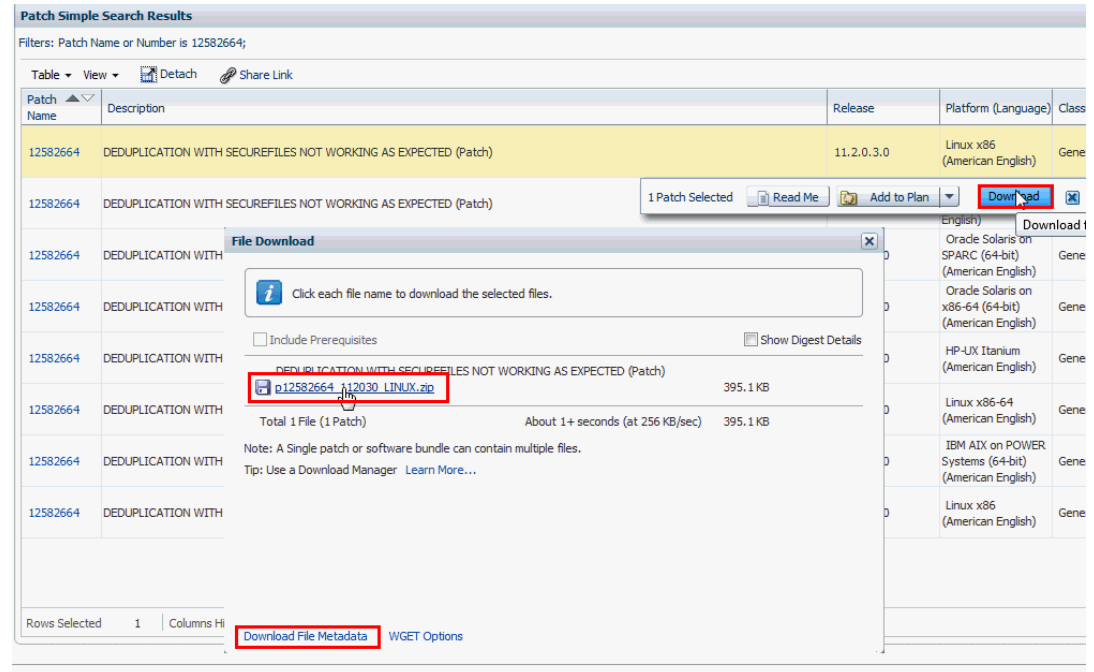 Patch Simple Search Results
Filters: Patch Name or Number is 12582664;
Table View Detach Share Link
Patch Name Description Release Platform (Language) Class
12582664 DEDUPLICATION WITH SECUREFILES NOT WORKING AS EXPECTED (Patch) 11.2.0.3.0 Linux x86 (American English) Gene
12582664 DEDUPLICATION WITH SECUREFILES NOT WORKING AS EXPECTED (Patch)
1 Patch Selected Read Me Add to Plan Download
English)
Download f
File Download
12582664 DEDUPLICATION WITH 0 Oracle Solaris on SPARC (64-bit) (American English) Gene
Click each file name to download the selected files.
12582664 DEDUPLICATION WITH 0 Oracle Solaris on x86-64 (64-bit) (American English) Gene
Include Prerequisites Show Digest Details
12582664 DEDUPLICATION WITH 0 HP-UX Itanium (American English) Gene
DEDUPLICATION WITH SECUREFILES NOT WORKING AS EXPECTED (Patch)
p12582664_112030_LINUX.zip 395.1 KB
12582664 DEDUPLICATION WITH 0 Linux x86-64 (American English) Gene
Total 1 File (1 Patch) About 1+ seconds (at 256 KB/sec) 395.1 KB
Note: A Single patch or software bundle can contain multiple files.
12582664 DEDUPLICATION WITH 0 IBM AIX on POWER Systems (64-bit) (American English) Gene
Tip: Use a Download Manager Learn More...
12582664 DEDUPLICATION WITH 0 Linux x86 (American English) Gene
Rows Selected 1 Columns Hi
Download File Metadata WGET Options